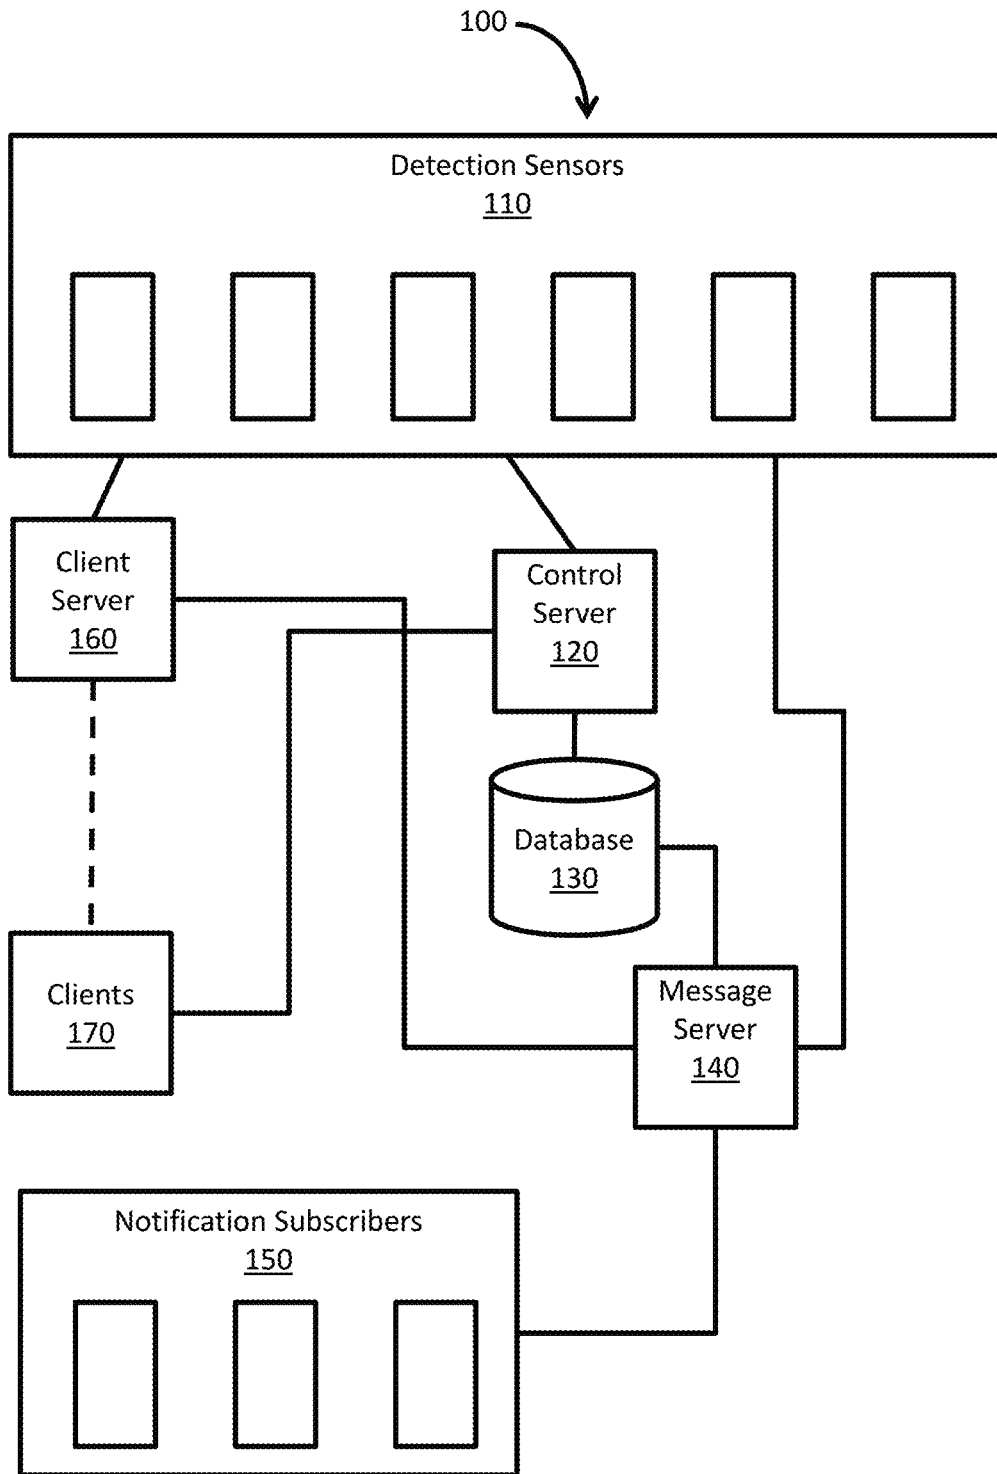 100
Detection Sensors
110
Client
Server
160
Control
Server
120
Database
130
Clients
170
Message
Server
140
Notification Subscribers
150